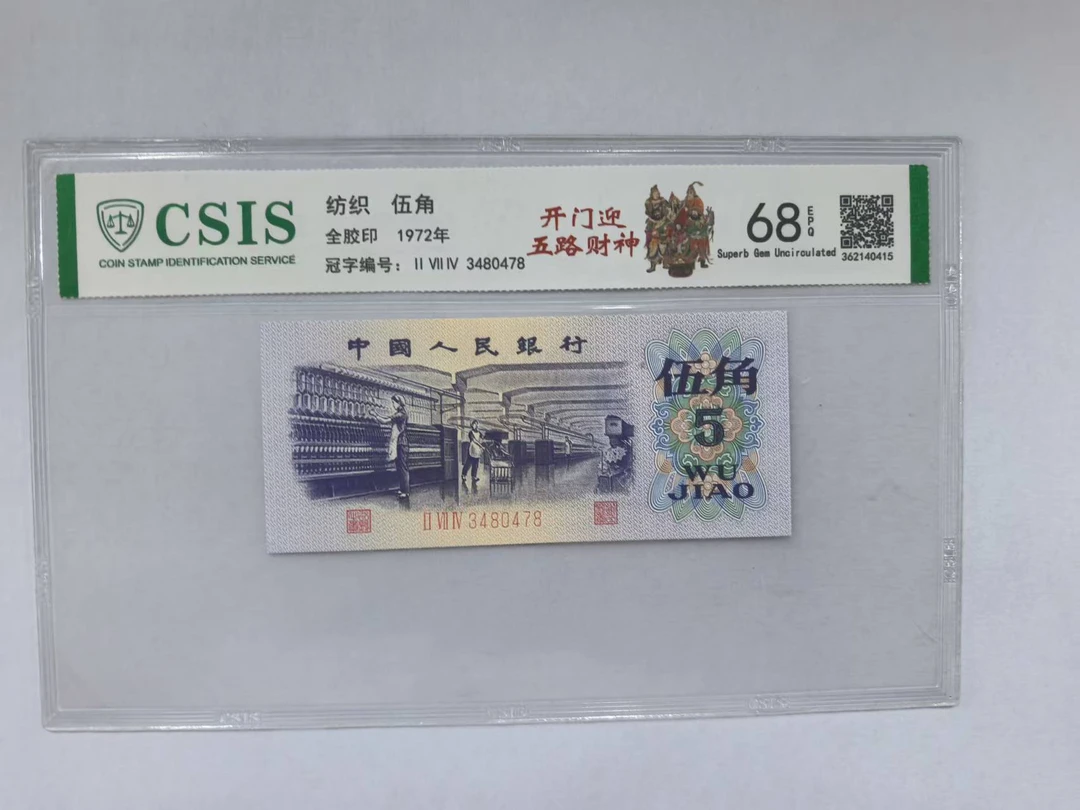 CSIS
COIN STAMP IDENTIFICATION SERVICE
纺织 伍角
全胶印 1972年
冠字编号: II VII IV 3480478
开门迎
五路财神
68 EPQ
Superb Gem Uncirculated
362140415
中國人民銀行
伍角
5
WU
JIAO
II VII IV 3480478